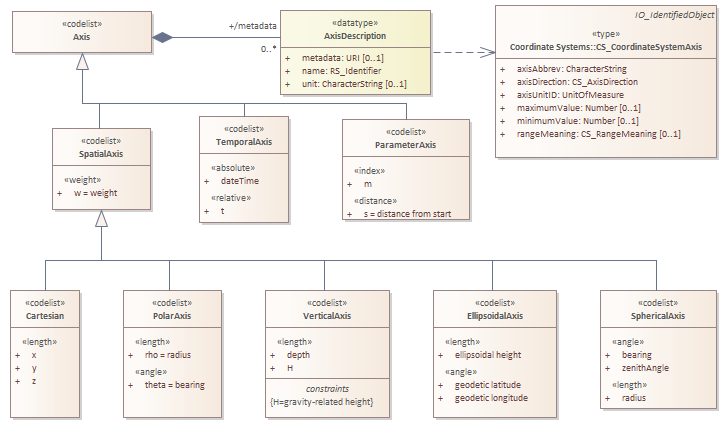 «codelist»
Axis
+/metadata
0..*
«datatype»
AxisDescription
+ metadata: URI [0..1]
+ name: RS_Identifier
+ unit: CharacterString [0..1]
IO_IdentifiedObject
«type»
Coordinate Systems::CS_CoordinateSystemAxis
+ axisAbbrev: CharacterString
+ axisDirection: CS_AxisDirection
+ axisUnitID: UnitOfMeasure
+ maximumValue: Number [0..1]
+ minimumValue: Number [0..1]
+ rangeMeaning: CS_RangeMeaning [0..1]
«codelist»
SpatialAxis
«weight»
+ w = weight
«codelist»
TemporalAxis
«absolute»
+ dateTime
«relative»
+ t
«codelist»
ParameterAxis
«index»
+ m
«distance»
+ s = distance from start
«codelist»
Cartesian
«length»
+ x
+ y
+ z
«codelist»
PolarAxis
«length»
+ rho = radius
«angle»
+ theta = bearing
«codelist»
VerticalAxis
«length»
+ depth
+ H
constraints
{H=gravity-related height}
«codelist»
EllipsoidalAxis
«length»
+ ellipsoidal height
«angle»
+ geodetic latitude
+ geodetic longitude
«codelist»
SphericalAxis
«angle»
+ bearing
+ zenithAngle
«length»
+ radius